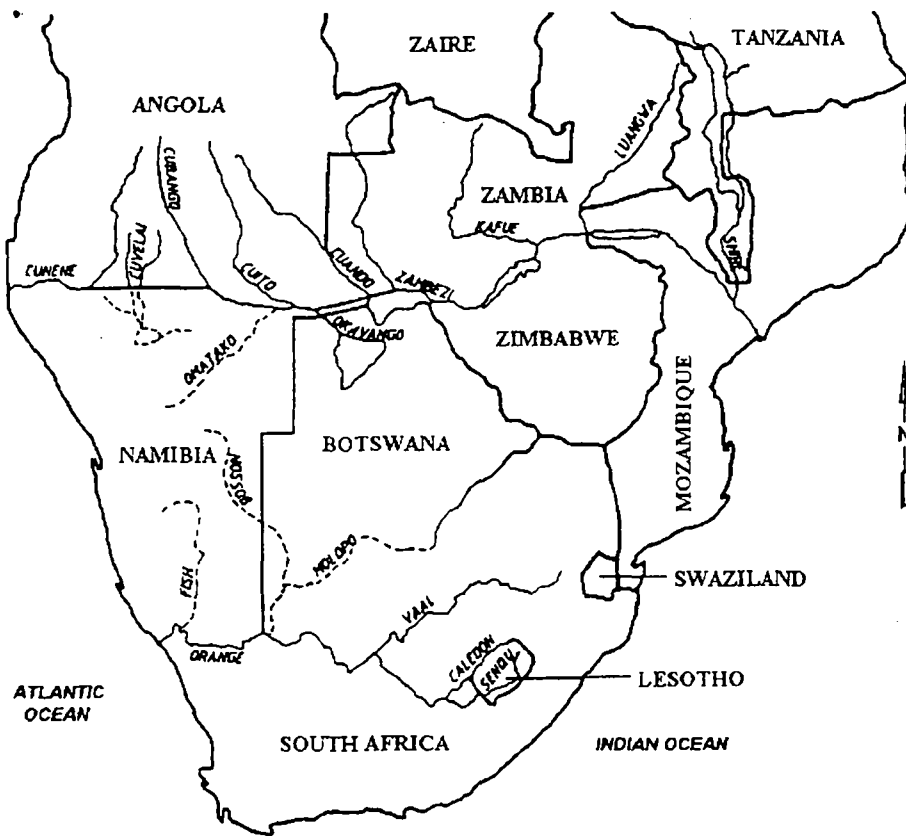 ZAIRE
TANZANIA
ANGOLA
LUANGWA
CUBANGO
ZAMBIA
KAFUE
CUVELAI
SHIRE
CUNENE
CUITO
CUANDO
ZAMBEZI
OKAVANGO
OMATAKO
ZIMBABWE
MOZAMBIQUE
NAMIBIA
BOTSWANA
NOSSOB
MOLOPO
FISH
SWAZILAND
VAAL
ORANGE
CALEDON
SENQU
LESOTHO
ATLANTIC
OCEAN
SOUTH AFRICA
INDIAN OCEAN